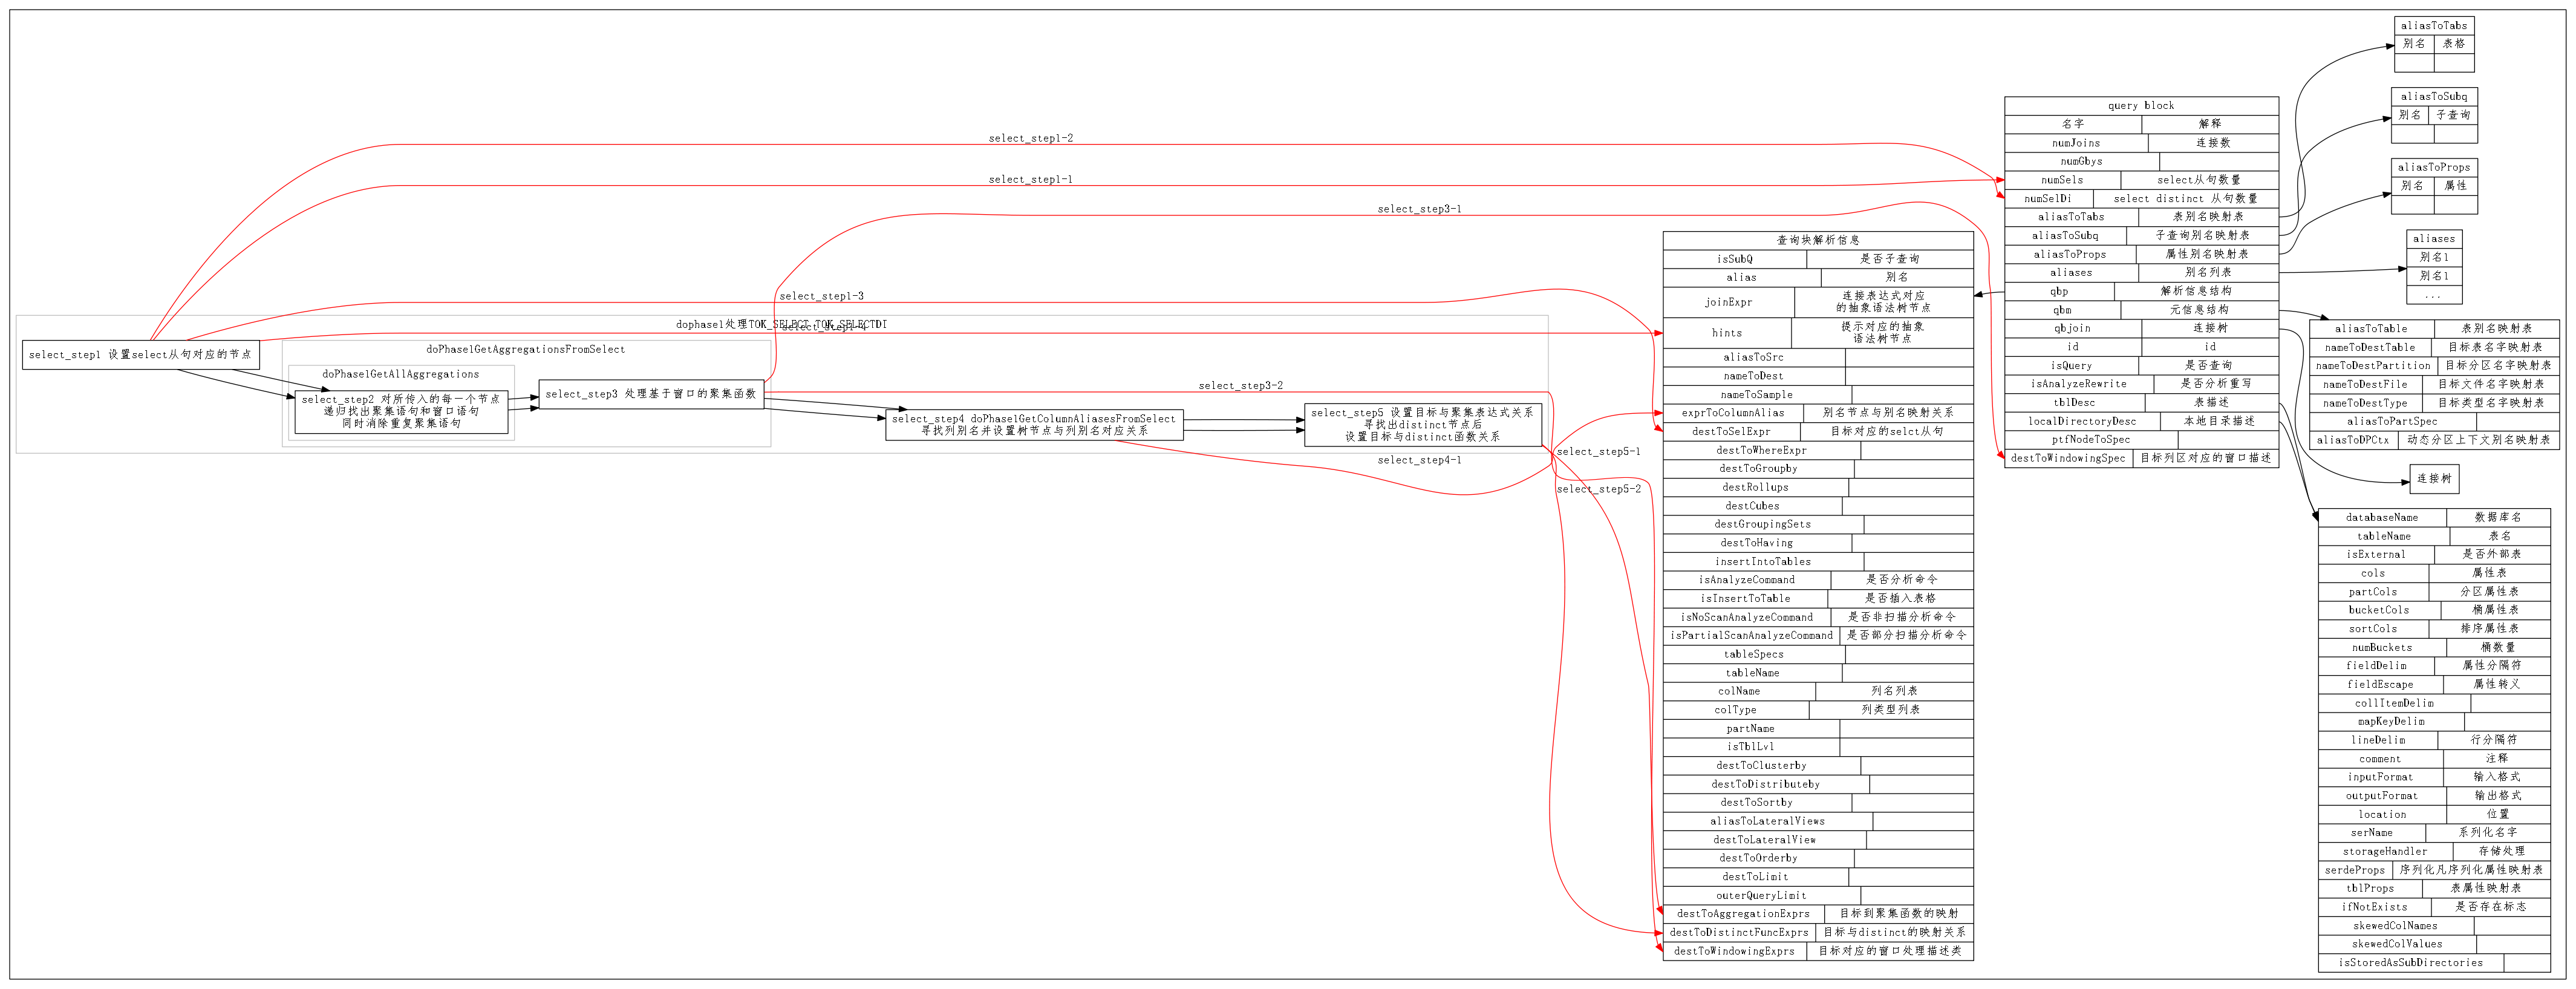 select_step1-2
select_step1-1
select_step3-1
select_step1-3
select_step1-4
select_step3-2
select_step4-1
select_step5-1
select_step5-2
dophase1处理TOK_SELECT TOK_SELECTDI
select_step1 设置select从句对应的节点
doPhase1GetAggregationsFromSelect
doPhase1GetAllAggregations
select_step2 对所传入的每一个节点
递归找出聚集语句和窗口语句
同时消除重复聚集语句
select_step3 处理基于窗口的聚集函数
select_step4 doPhase1GetColumnAliasesFromSelect
寻找列别名并设置树节点与列别名对应关系
select_step5 设置目标与聚集表达式关系
寻找出distinct节点后
设置目标与distinct函数关系
查询块解析信息
isSubQ 是否子查询
alias 别名
joinExpr 连接表达式对应
的抽象语法树节点
hints 提示对应的抽象
语法树节点
aliasToSrc
nameToDest
nameToSample
exprToColumnAlias 别名节点与别名映射关系
destToSelExpr 目标对应的selct从句
destToWhereExpr
destToGroupby
destRollups
destCubes
destGroupingSets
destToHaving
insertIntoTables
isAnalyzeCommand 是否分析命令
isInsertToTable 是否插入表格
isNoScanAnalyzeCommand 是否非扫描分析命令
isPartialScanAnalyzeCommand 是否部分扫描分析命令
tableSpecs
tableName
colName 列名列表
colType 列类型列表
partName
isTblLvl
destToClusterby
destToDistributeby
destToSortby
aliasToLateralViews
destToLateralView
destToOrderby
destToLimit
outerQueryLimit
destToAggregationExprs 目标到聚集函数的映射
destToDistinctFuncExprs 目标与distinct的映射关系
destToWindowingExprs 目标对应的窗口处理描述类
query block
名字 解释
numJoins 连接数
numGbys
numSels select从句数量
numSelDi select distinct 从句数量
aliasToTabs 表别名映射表
aliasToSubq 子查询别名映射表
aliasToProps 属性别名映射表
aliases 别名列表
qbp 解析信息结构
qbm 元信息结构
qbjoin 连接树
id id
isQuery 是否查询
isAnalyzeRewrite 是否分析重写
tblDesc 表描述
localDirectoryDesc 本地目录描述
ptfNodeToSpec
destToWindowingSpec 目标列区对应的窗口描述
aliasToTabs
别名 表格
aliasToSubq
别名 子查询
aliasToProps
别名 属性
aliases
别名1
别名1
...
aliasToTable 表别名映射表
nameToDestTable 目标表名字映射表
nameToDestPartition 目标分区名字映射表
nameToDestFile 目标文件名字映射表
nameToDestType 目标类型名字映射表
aliasToPartSpec
aliasToDPCtx 动态分区上下文别名映射表
连接树
databaseName 数据库名
tableName 表名
isExternal 是否外部表
cols 属性表
partCols 分区属性表
bucketCols 桶属性表
sortCols 排序属性表
numBuckets 桶数量
fieldDelim 属性分隔符
fieldEscape 属性转义
collItemDelim
mapKeyDelim
lineDelim 行分隔符
comment 注释
inputFormat 输入格式
outputFormat 输出格式
location 位置
serName 系列化名字
storageHandler 存储处理
serdeProps 序列化凡序列化属性映射表
tblProps 表属性映射表
ifNotExists 是否存在标志
skewedColNames
skewedColValues
isStoredAsSubDirectories